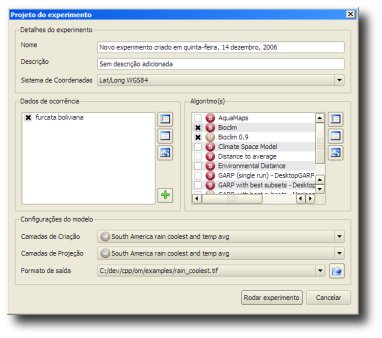 Projeto do experimento
Detalhes do experimento
Nome
Novo experimento criado em quinta-feira, 14 dezembro, 2006
Descrição
Sem descrição adicionada
Sistema de Coordenadas
Lat/Long WGS84
Dados de ocorrência
furcata boliviana
Algoritmo(s)
AquaMaps
Bioclim
Bioclim 0.9
Climate Space Model
Distance to average
Environmental Distance
GARP (single run) - DesktopGARP
GARP with best subsets - Desktop
GARP with best subsets
Configurações do modelo
Camadas de Criação
South America rain coolest and temp avg
Camadas de Projeção
South America rain coolest and temp avg
Formato de saída
C:/dev/cpp/om/examples/rain_coolest.tif
Rodar experimento
Cancelar